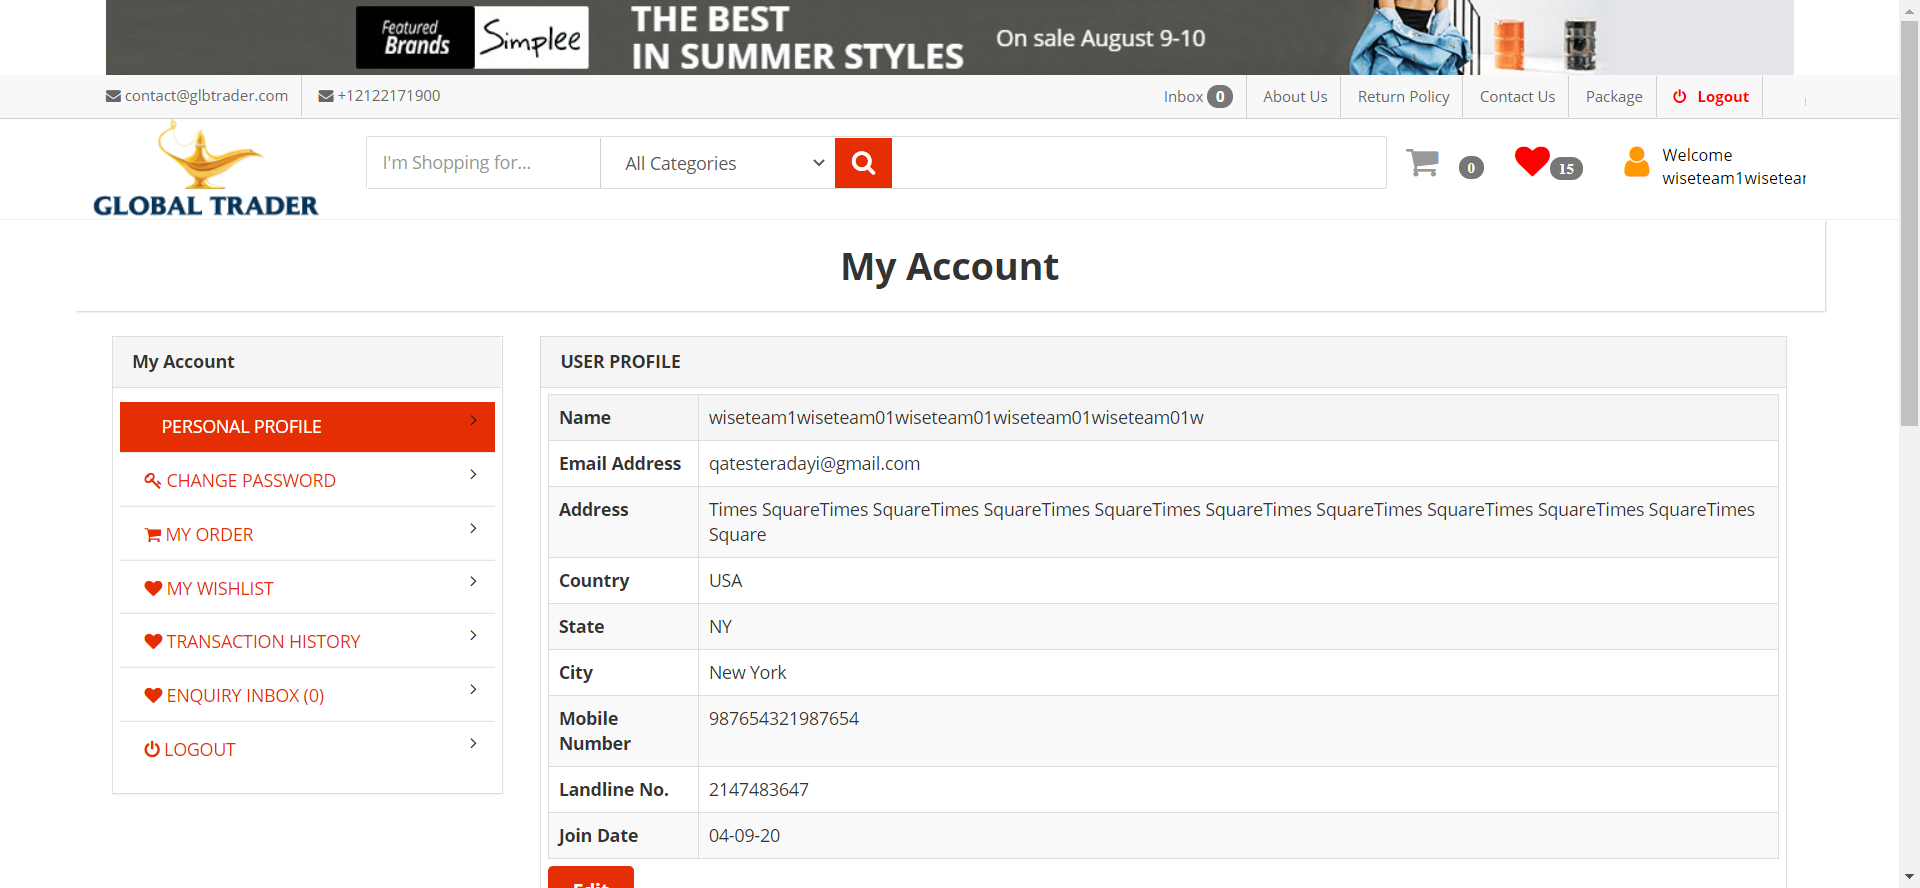 Featured
Brands
Simplee
THE BEST
IN SUMMER STYLES
On sale August 9-10
contact@glbtrader.com
+12122171900
Inbox 0
About Us
Return Policy
Contact Us
Package
Logout
GLOBAL TRADER
I'm Shopping for...
All Categories
0
15
Welcome
wiseteam1wisetear
My Account
My Account
PERSONAL PROFILE
CHANGE PASSWORD
MY ORDER
MY WISHLIST
TRANSACTION HISTORY
ENQUIRY INBOX (0)
LOGOUT
USER PROFILE
Name wiseteam1wiseteam01wiseteam01wiseteam01wiseteam01w
Email Address qatesteradayi@gmail.com
Address Times SquareTimes SquareTimes SquareTimes SquareTimes SquareTimes SquareTimes SquareTimes SquareTimes SquareTimes
Square
Country USA
State NY
City New York
Mobile 987654321987654
Number
Landline No. 2147483647
Join Date 04-09-20
Edit